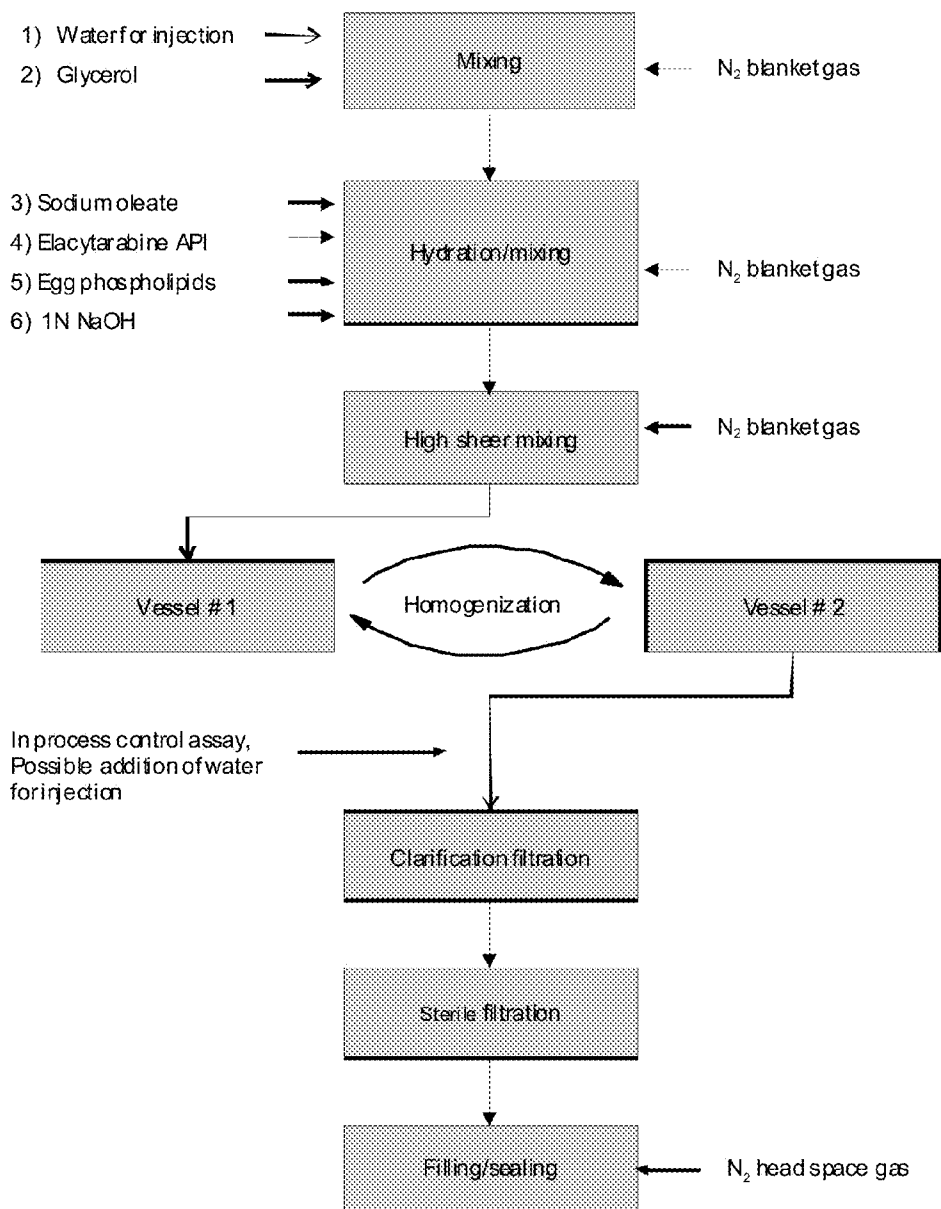 1) Water for injection
2) Glycerol
Mixing
N₂ blanket gas
3) Sodium oleate
4) Elacytarabine API
5) Egg phospholipids
6) 1N NaOH
Hydration/mixing
N₂ blanket gas
High sheer mixing
N₂ blanket gas
Vessel # 1
Homogenization
Vessel # 2
In process control assay,
Possible addition of water
for injection
Clarification filtration
Sterile filtration
Filling/sealing
N₂ head space gas